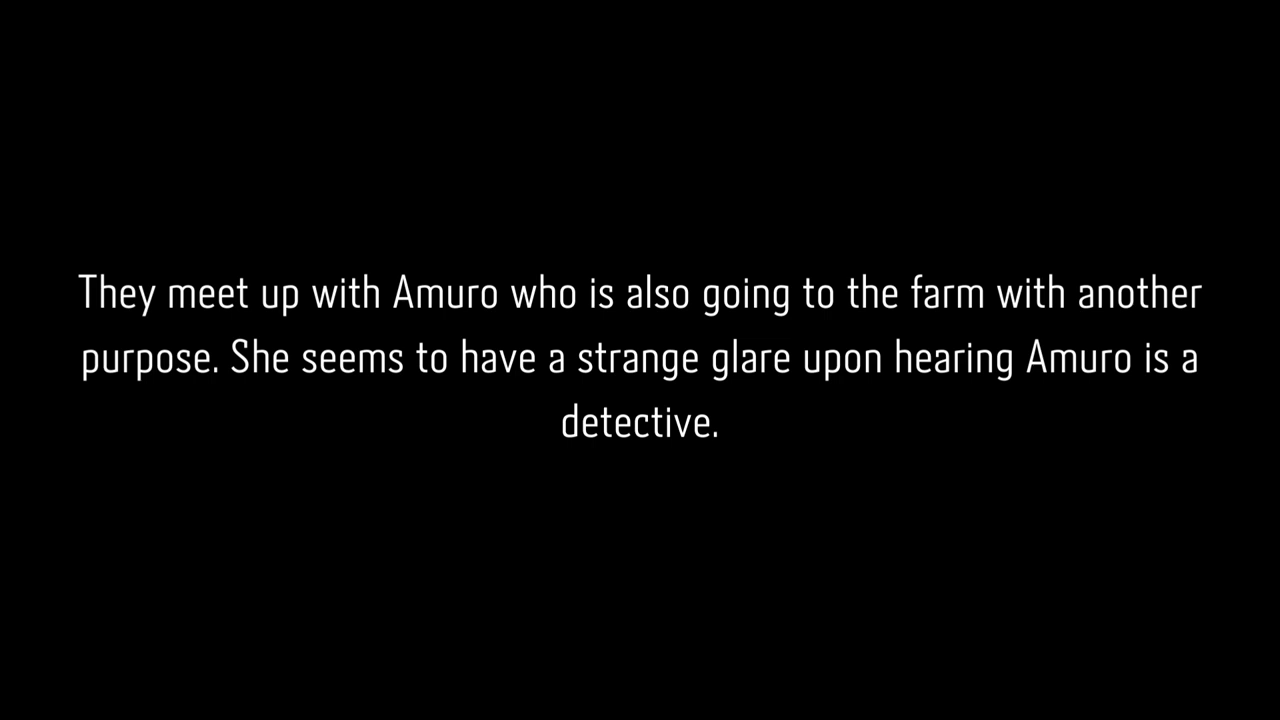 They meet up with Amuro who is also going to the farm with another
purpose. She seems to have a strange glare upon hearing Amuro is a
detective.